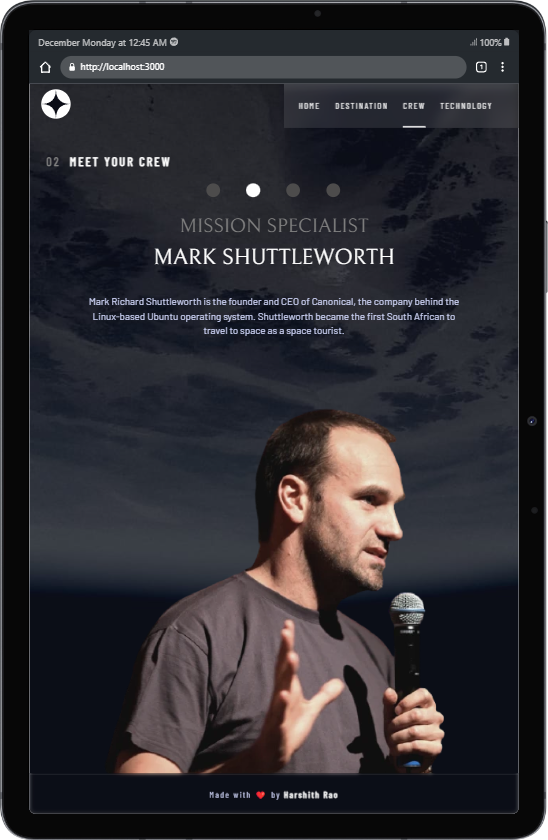 December Monday at 12:45 AM
100%
http://localhost:3000
1
HOME DESTINATION CREW TECHNOLOGY
02 MEET YOUR CREW
MISSION SPECIALIST
MARK SHUTTLEWORTH
Mark Richard Shuttleworth is the founder and CEO of Canonical, the company behind the
Linux-based Ubuntu operating system. Shuttleworth became the first South African to
travel to space as a space tourist.
Made with ❤️ by Harshith Rao